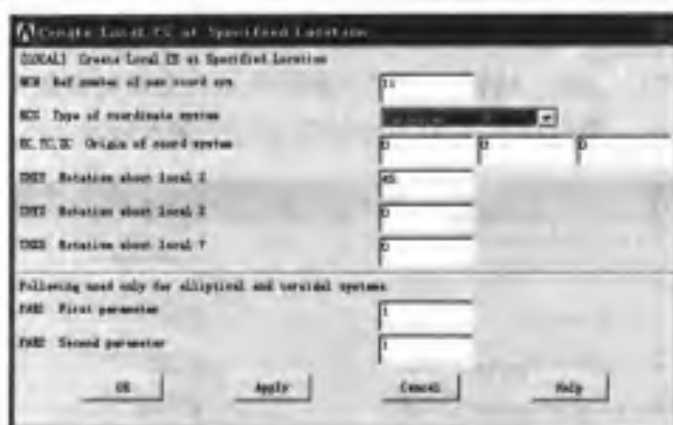 Create Local CS at Specified Location
[LOCAL] Create Local CS at Specified Location
KCN Ref number of new coord sys 11
KCS Type of coordinate system Cartesian 0
XC,YC,ZC Origin of coord system 0 0 0
THXY Rotation about local Z 45
THYZ Rotation about local X 0
THZX Rotation about local Y 0
Following used only for elliptical and toroidal systems
PAR1 First parameter 1
PAR2 Second parameter 1
OK Apply Cancel Help